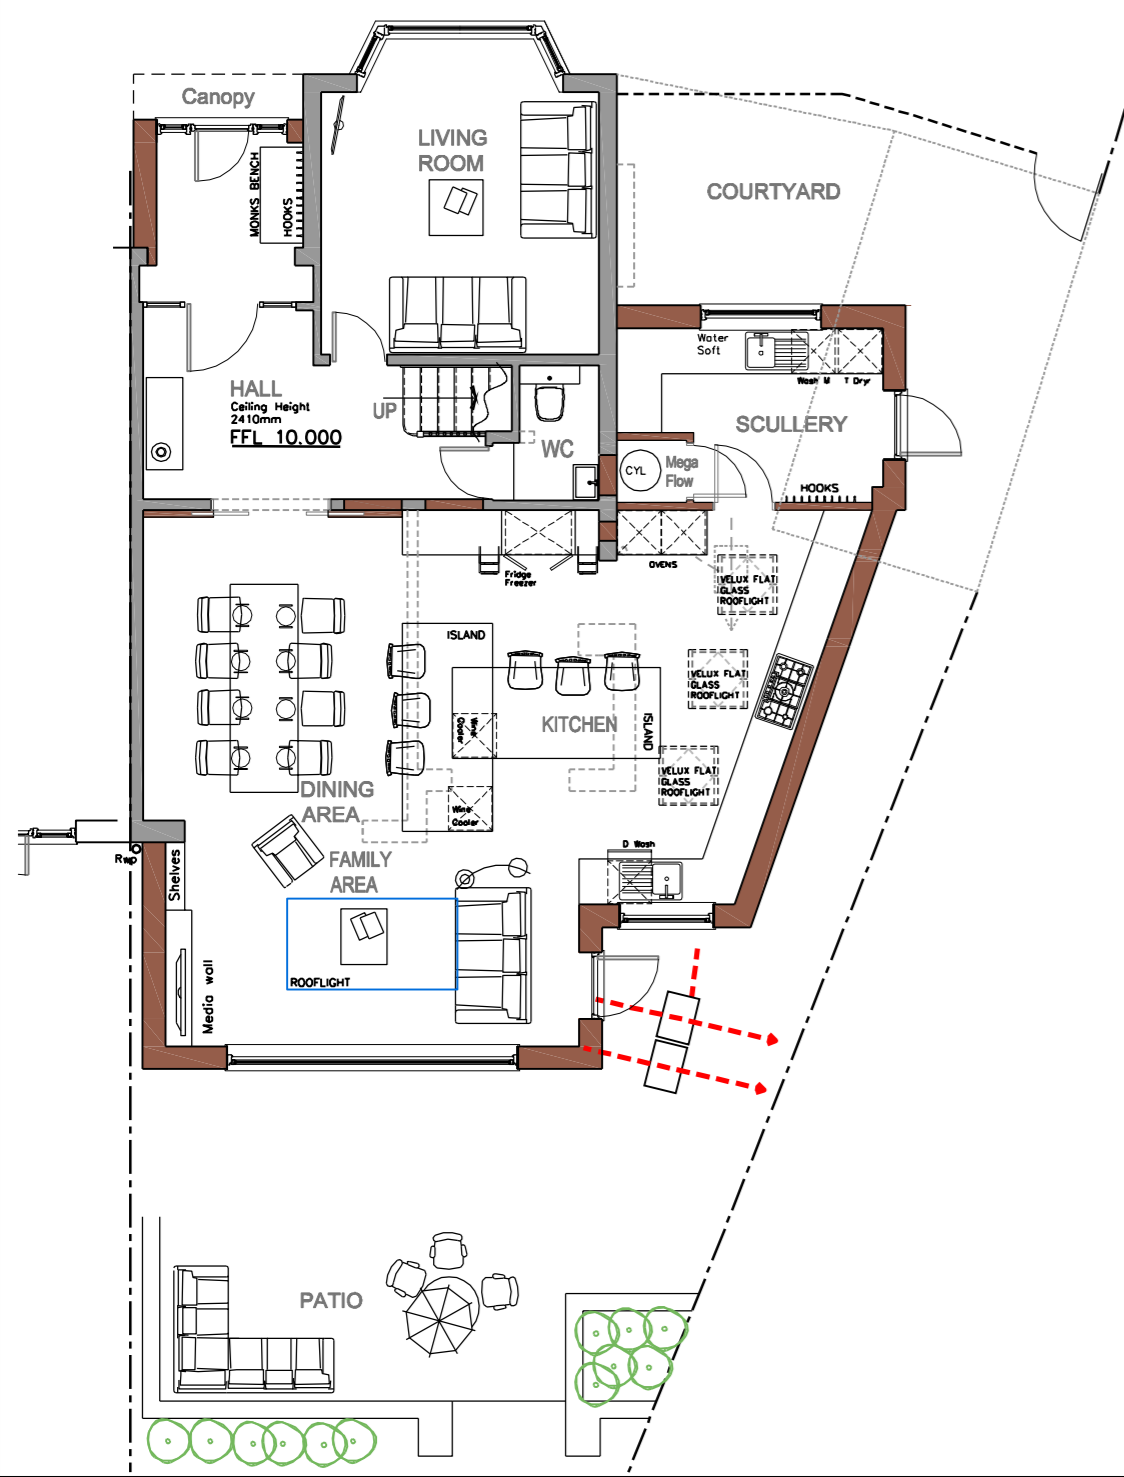 Canopy
LIVING
ROOM
MONKS BENCH
HOOKS
COURTYARD
Water
Soft
Wash M
T Dryr
HALL
Ceiling Height
2410mm
FFL 10.000
UP
WC
SCULLERY
CYL
Mega
Flow
HOOKS
Fridge
Freezer
OVENS
VELUX FLAT
GLASS
ROOFLIGHT
ISLAND
VELUX FLAT
GLASS
ROOFLIGHT
KITCHEN
ISLAND
Wine
Cooler
VELUX FLAT
GLASS
ROOFLIGHT
DINING
AREA
Wine
Cooler
D Wash
Rwp
Shelves
FAMILY
AREA
ROOFLIGHT
Media wall
PATIO